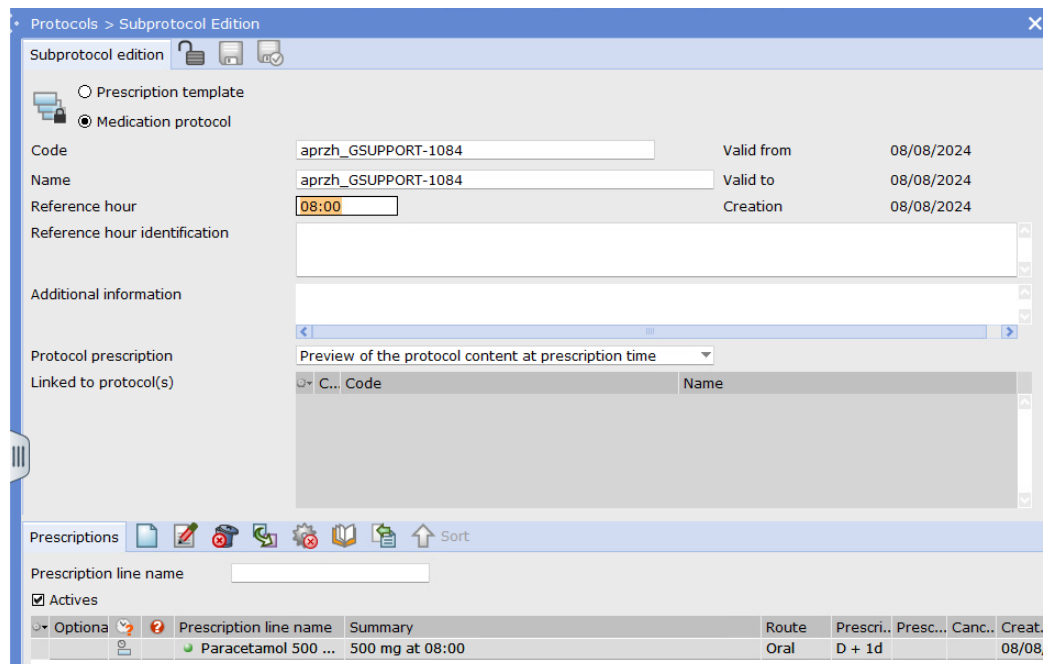 Protocols > Subprotocol Edition
Subprotocol edition
Prescription template
Medication protocol
Code aprzh_GSUPPORT-1084 Valid from 08/08/2024
Name aprzh_GSUPPORT-1084 Valid to 08/08/2024
Reference hour 08:00 Creation 08/08/2024
Reference hour identification
Additional information
Protocol prescription Preview of the protocol content at prescription time
Linked to protocol(s) C... Code Name
Prescriptions Sort
Prescription line name
Actives
Optiona Prescription line name Summary Route Prescri.. Presc... Canc.. Creat.
Paracetamol 500 ... 500 mg at 08:00 Oral D + 1d 08/08/